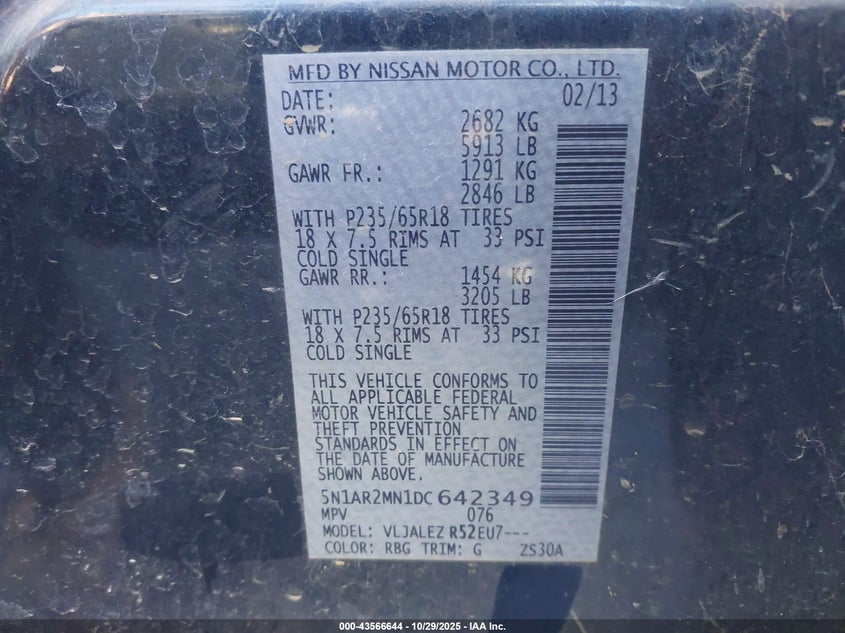 MFD BY NISSAN MOTOR CO., LTD.
DATE: 02/13
GVWR: 2682 KG
5913 LB
GAWR FR.: 1291 KG
2846 LB
WITH P235/65R18 TIRES
18 X 7.5 RIMS AT 33 PSI
COLD SINGLE
GAWR RR.: 1454 KG
3205 LB
WITH P235/65R18 TIRES
18 X 7.5 RIMS AT 33 PSI
COLD SINGLE
THIS VEHICLE CONFORMS TO
ALL APPLICABLE FEDERAL
MOTOR VEHICLE SAFETY AND
THEFT PREVENTION
STANDARDS IN EFFECT ON
THE DATE OF MANUFACTURE
SHOWN ABOVE.
5N1AR2MN1DC642349
MPV 076
MODEL: VLJALEZ R52EU7---
COLOR: RBG TRIM: G ZS30A
000-43566644 - 10/29/2025 - IAA Inc.